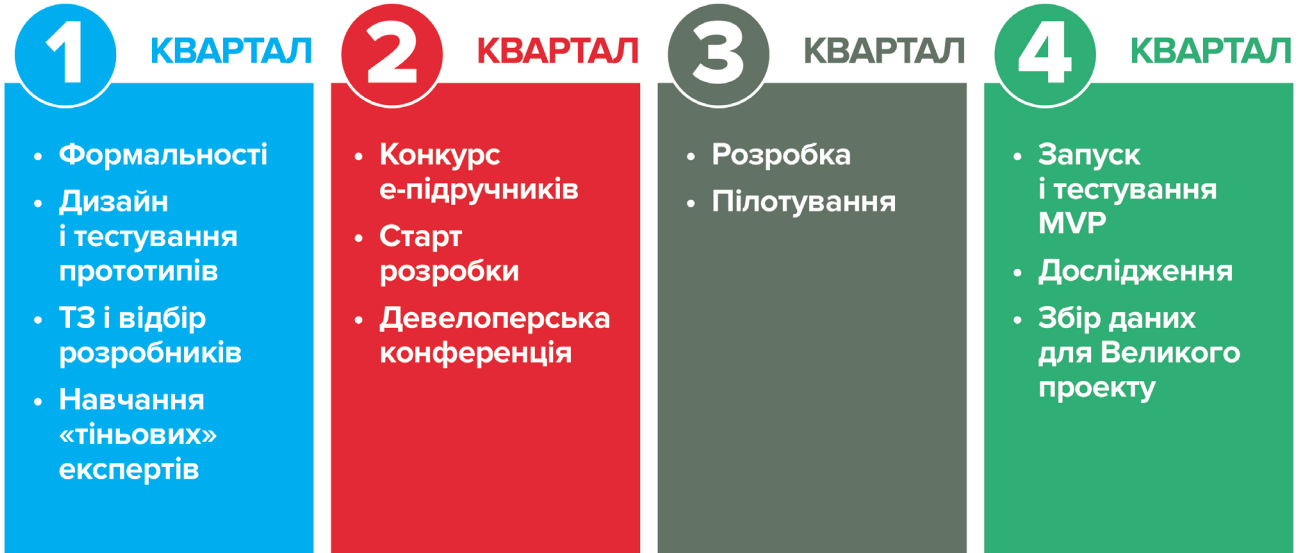 1 КВАРТАЛ
• Формальності
• Дизайн
і тестування
прототипів
• ТЗ і відбір
розробників
• Навчання
«тіньових»
експертів
2 КВАРТАЛ
• Конкурс
е-підручників
• Старт
розробки
• Девелоперська
конференція
3 КВАРТАЛ
• Розробка
• Пілотування
4 КВАРТАЛ
• Запуск
і тестування
MVP
• Дослідження
• Збір даних
для Великого
проекту